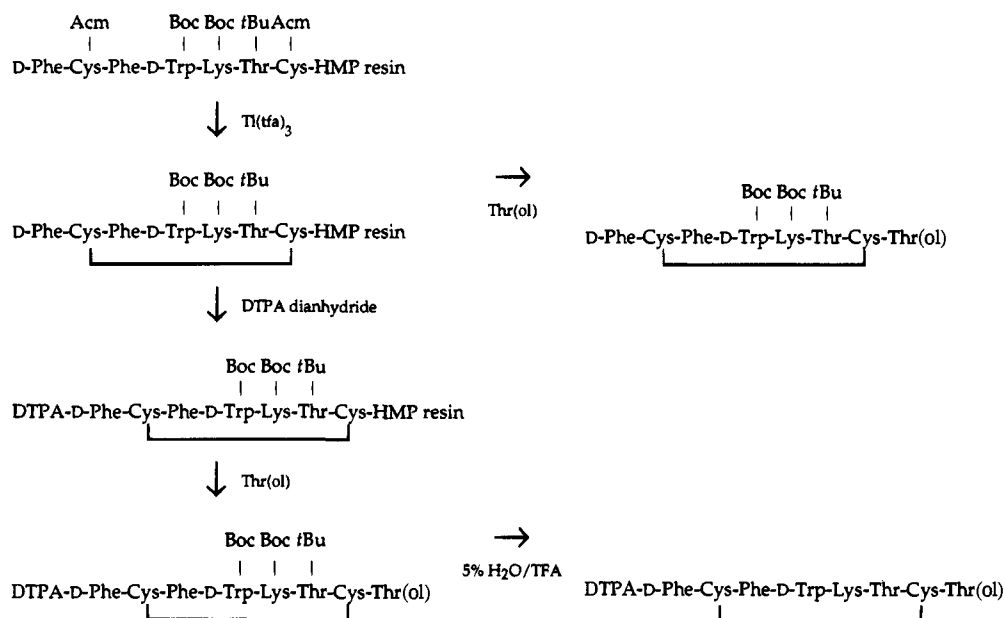 Acm Boc Boc tBu Acm
D-Phe-Cys-Phe-D-Trp-Lys-Thr-Cys-HMP resin
Tl(tfa)3
Boc Boc tBu
D-Phe-Cys-Phe-D-Trp-Lys-Thr-Cys-HMP resin
Thr(ol)
Boc Boc tBu
D-Phe-Cys-Phe-D-Trp-Lys-Thr-Cys-Thr(ol)
DTPA dianhydride
Boc Boc tBu
DTPA-D-Phe-Cys-Phe-D-Trp-Lys-Thr-Cys-HMP resin
Thr(ol)
Boc Boc tBu
DTPA-D-Phe-Cys-Phe-D-Trp-Lys-Thr-Cys-Thr(ol)
5% H2O/TFA
DTPA-D-Phe-Cys-Phe-D-Trp-Lys-Thr-Cys-Thr(ol)